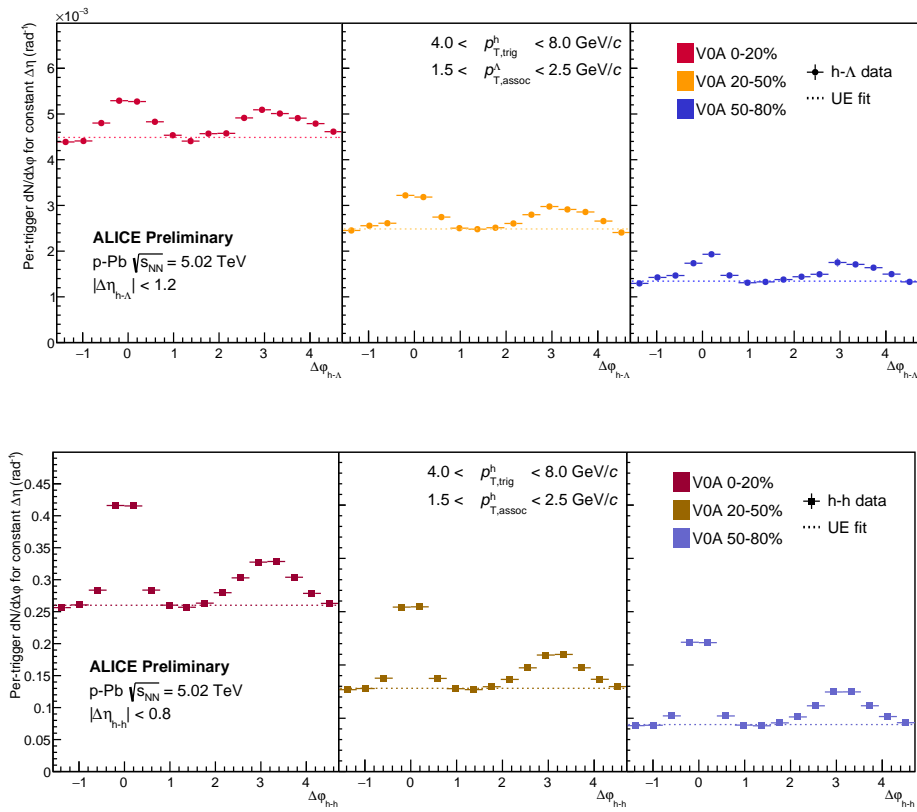 ×10⁻³
Per-trigger dN/dΔφ for constant Δη (rad⁻¹)
7
6
5
4
3
2
1
0
ALICE Preliminary
p-Pb √s_NN = 5.02 TeV
|Δη_h-Λ| < 1.2
4.0 < p^h_T,trig < 8.0 GeV/c
1.5 < p^Λ_T,assoc < 2.5 GeV/c
V0A 0-20%
V0A 20-50%
V0A 50-80%
h-Λ data
UE fit
−1 0 1 2 3 4
−1 0 1 2 3 4
−1 0 1 2 3 4
Δφ_h-Λ
Δφ_h-Λ
Δφ_h-Λ
Per-trigger dN/dΔφ for constant Δη (rad⁻¹)
0.45
0.4
0.35
0.3
0.25
0.2
0.15
0.1
0.05
0
ALICE Preliminary
p-Pb √s_NN = 5.02 TeV
|Δη_h-h| < 0.8
4.0 < p^h_T,trig < 8.0 GeV/c
1.5 < p^h_T,assoc < 2.5 GeV/c
V0A 0-20%
V0A 20-50%
V0A 50-80%
h-h data
UE fit
−1 0 1 2 3 4
−1 0 1 2 3 4
−1 0 1 2 3 4
Δφ_h-h
Δφ_h-h
Δφ_h-h